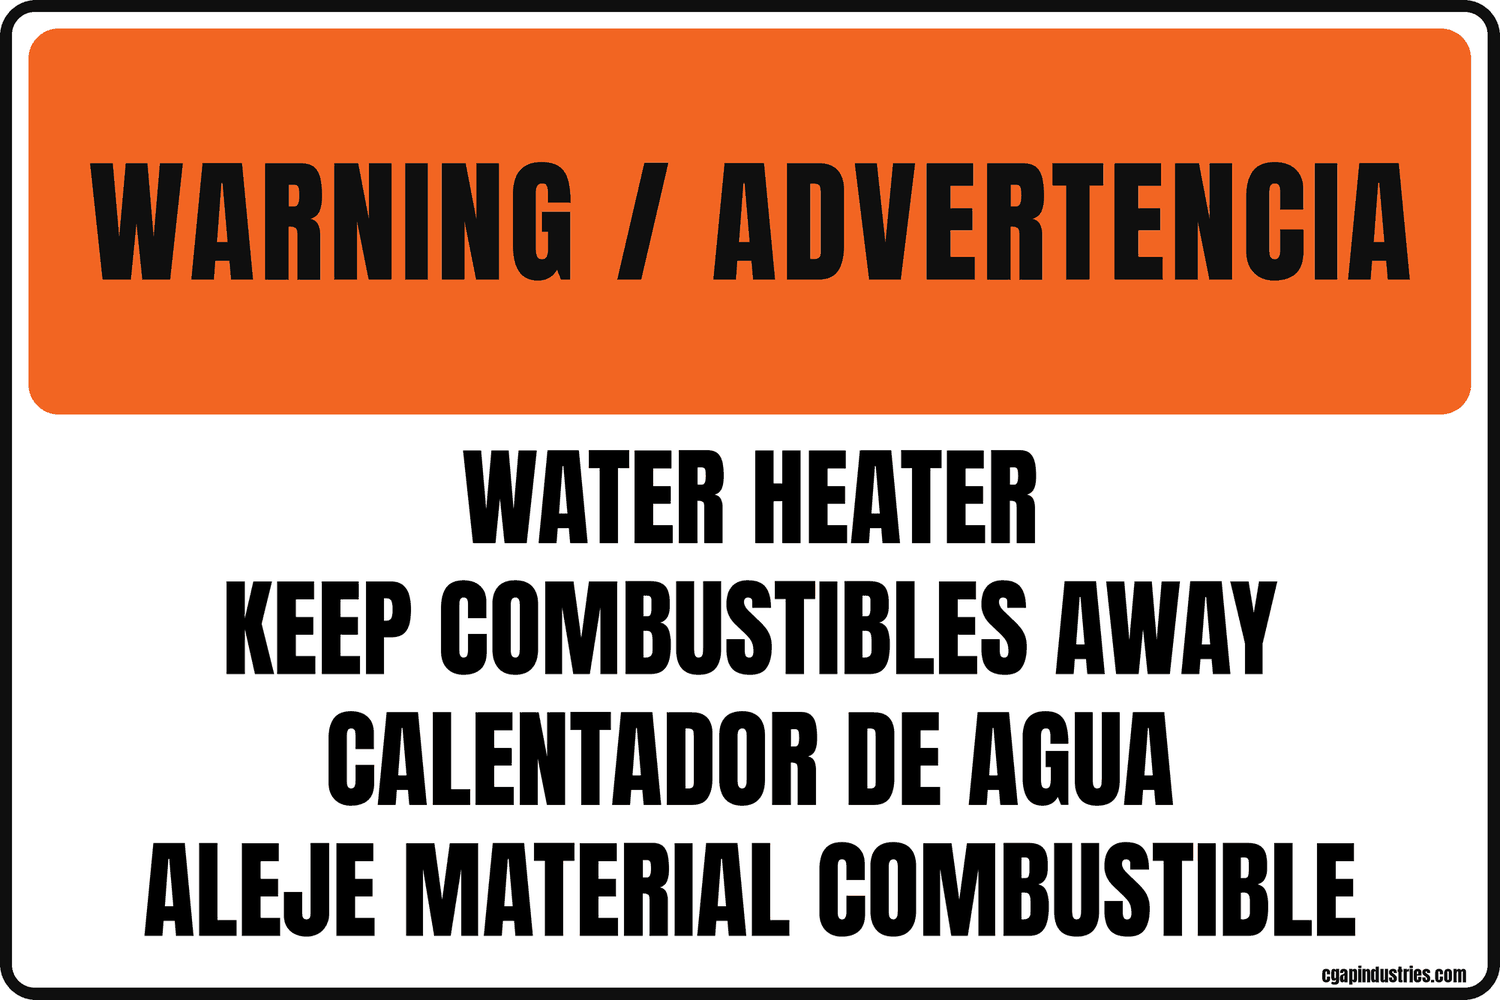 WARNING / ADVERTENCIA
WATER HEATER
KEEP COMBUSTIBLES AWAY
CALENTADOR DE AGUA
ALEJE MATERIAL COMBUSTIBLE
cgapindustries.com